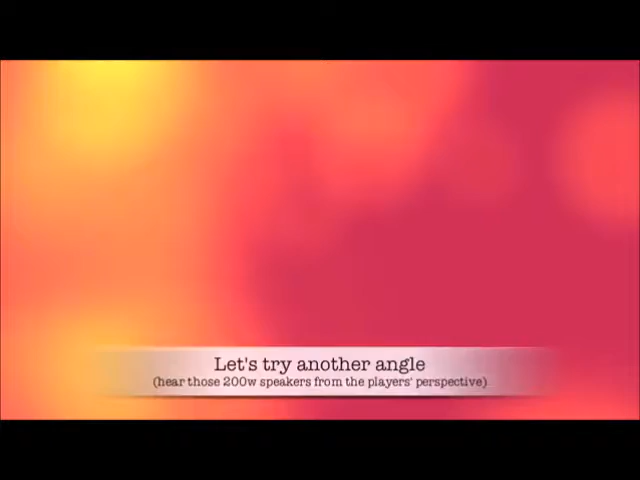 Let's try another angle
(hear those 200w speakers from the players' perspective)